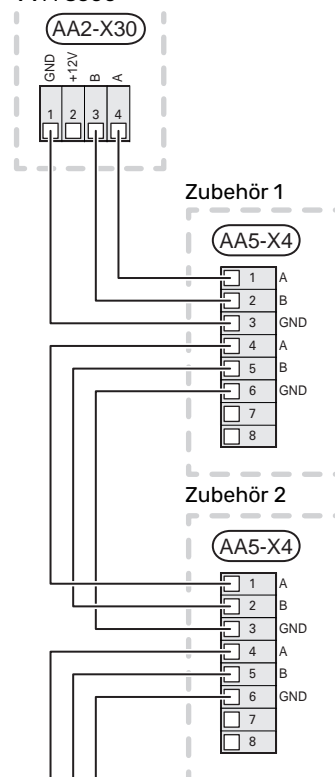 AA2-X30
GND +12V B A
1 2 3 4
Zubehör 1
AA5-X4
1 A
2 B
3 GND
4 A
5 B
6 GND
7
8
Zubehör 2
AA5-X4
1 A
2 B
3 GND
4 A
5 B
6 GND
7
8